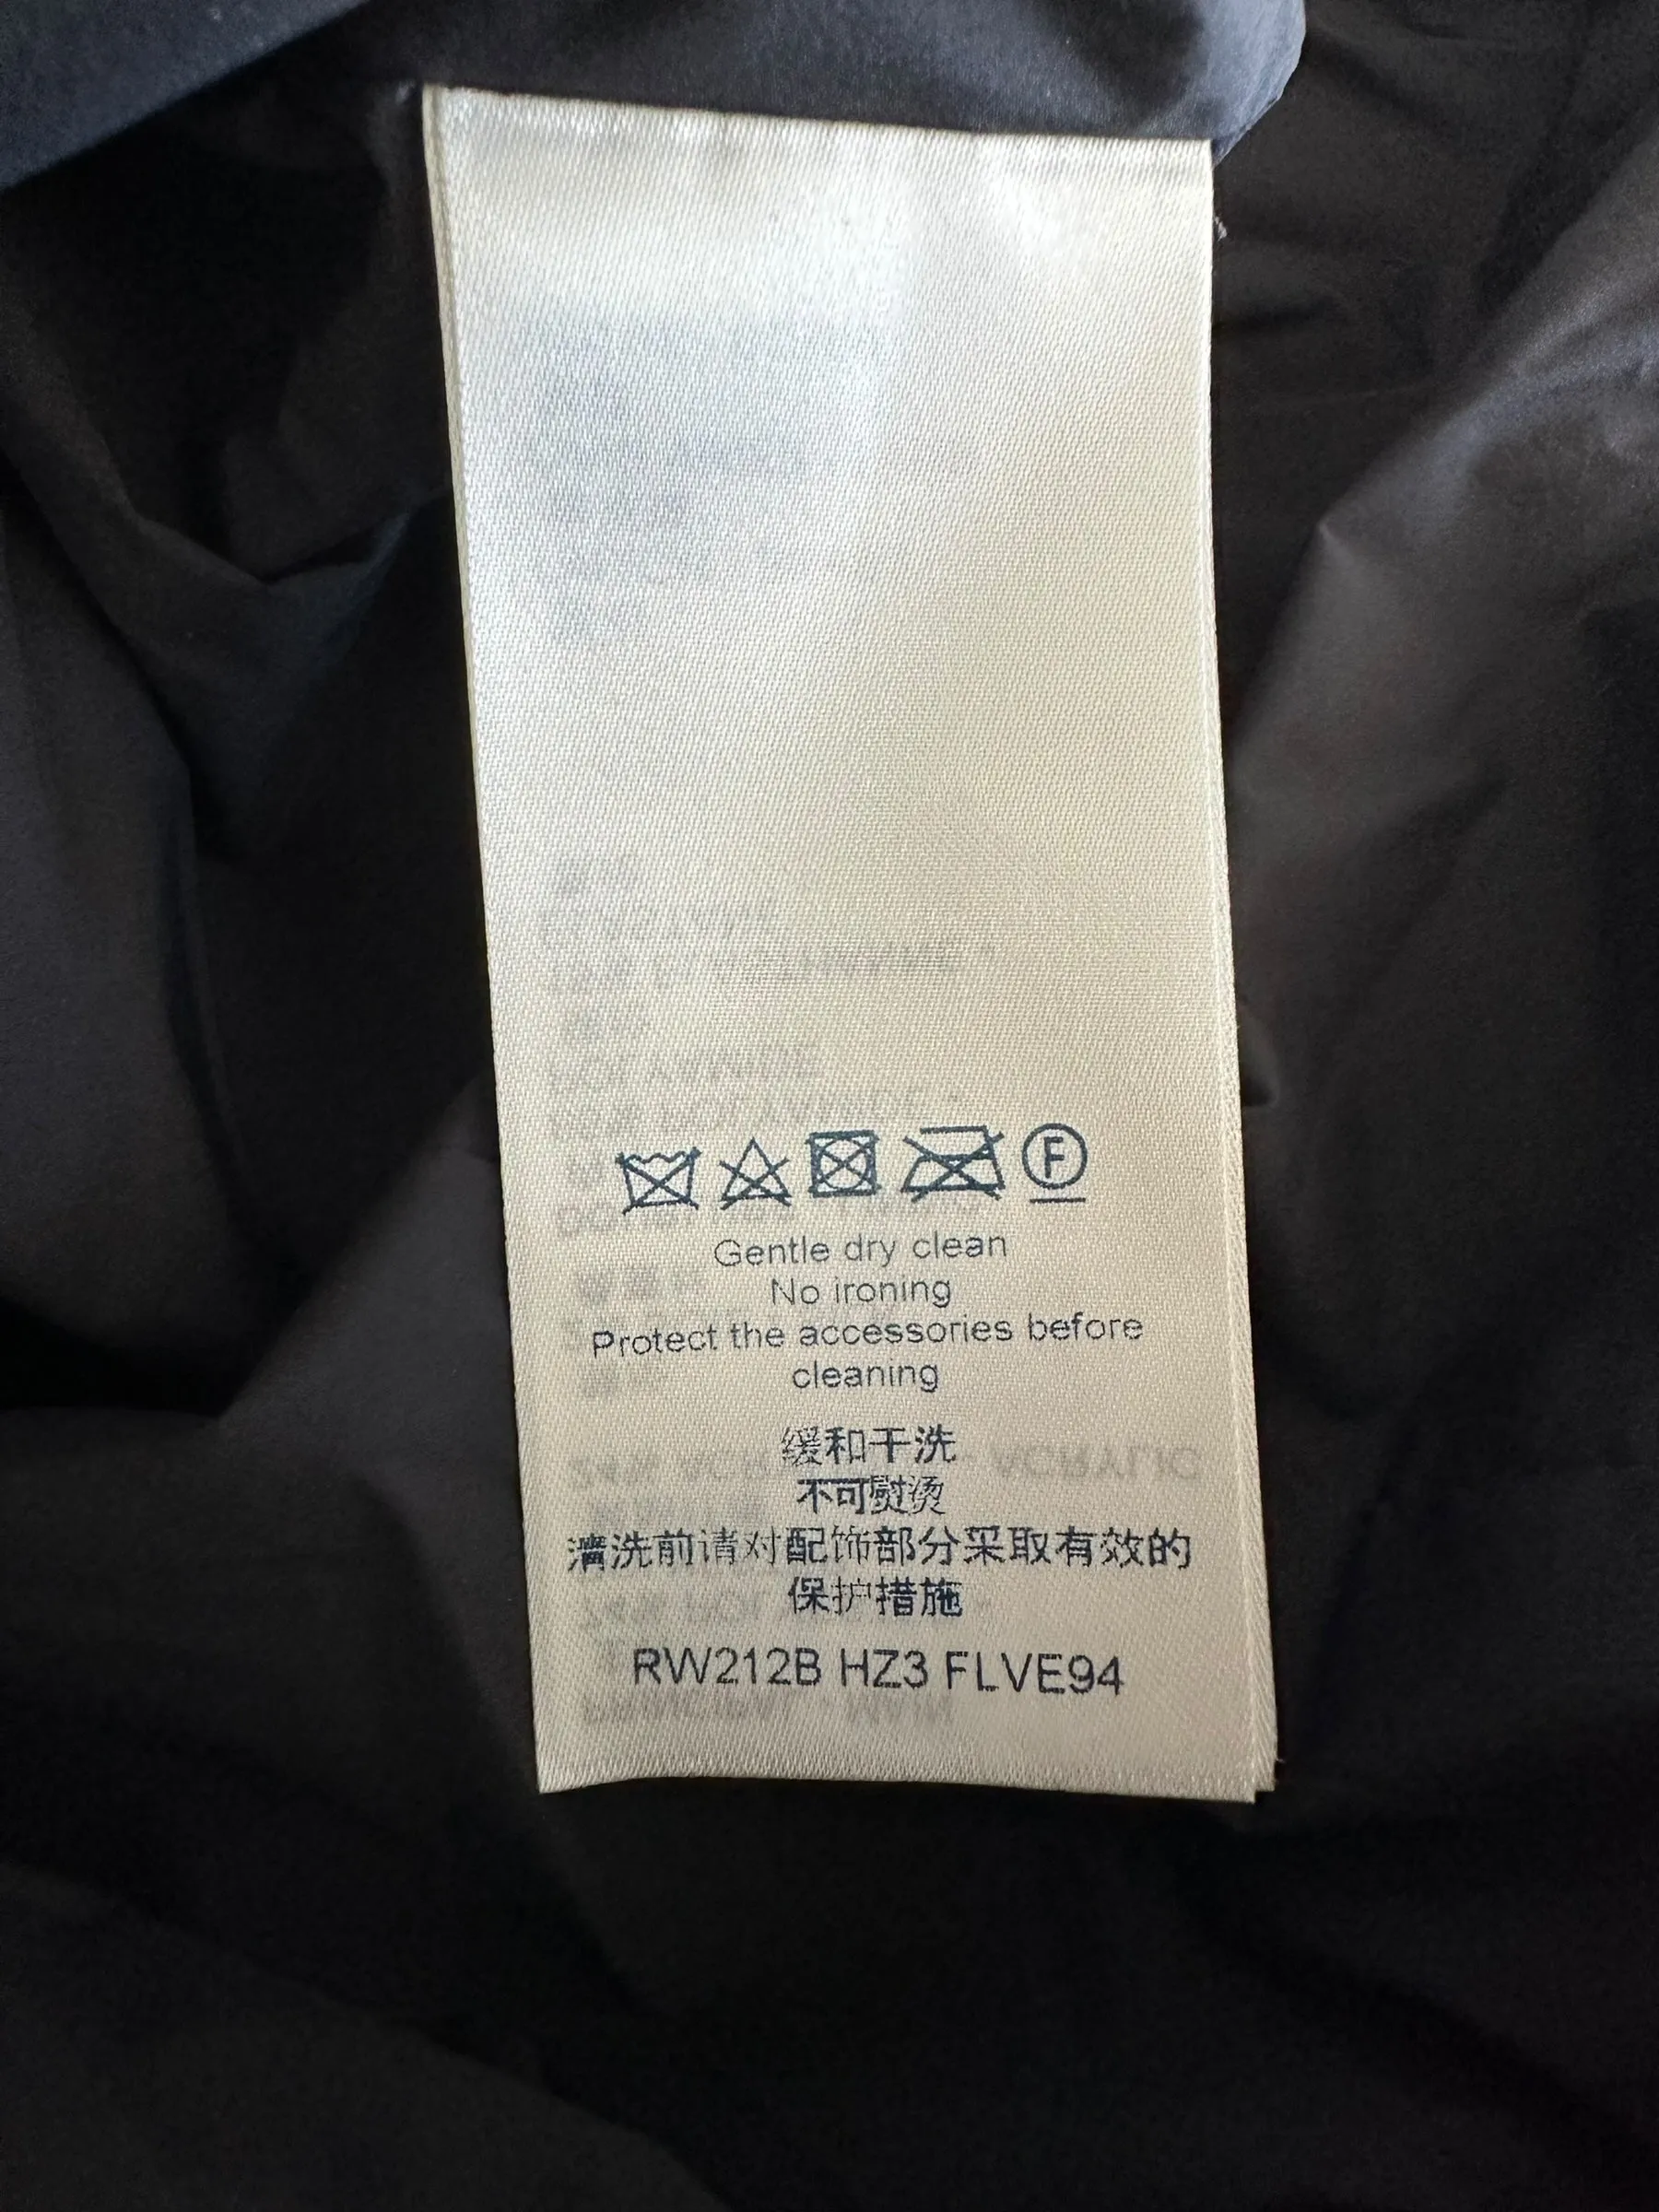 F
Gentle dry clean
No ironing
Protect the accessories before
cleaning
缓和干洗
不可熨烫
清洗前请对配饰部分采取有效的
保护措施
RW212B HZ3 FLVE94